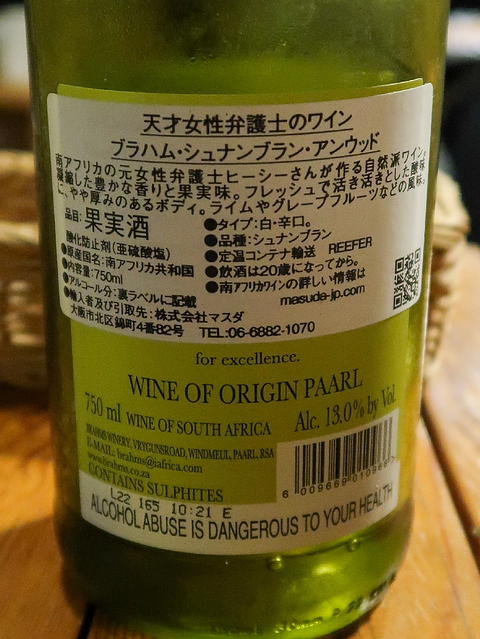 天才女性弁護士のワイン
ブラハム・シュナンブラン・アンウッド
南アフリカの元女性弁護士ヒーシーさんが作る自然派ワイン。
凝縮した豊かな香りと果実味。フレッシュで活き活きとした酸味
に、やや厚みのあるボディ。ライムやグレープフルーツなどの風味。
品目:果実酒
酸化防止剤(亜硫酸塩)
●原産国名:南アフリカ共和国
●内容量:750ml
●アルコール分:裏ラベルに記載
●タイプ:白・辛口。
●品種:シュナンブラン
●定温コンテナ輸送 REEFER
●飲酒は20歳になってから。
●南アフリカワインの詳しい情報は
masuda-jp.com
●輸入者及び引取先:株式会社マスダ
大阪市北区錦町4番82号 TEL:06-6882-1070
for excellence.
WINE OF ORIGIN PAARL
750 ml WINE OF SOUTH AFRICA Alc. 13.0% by Vol.
BRAHMS WINERY, VRYGUNSROAD, WINDMEUL, PAARL, RSA
E-MAIL: brahms@iafrica.com
www.brahms.co.za
CONTAINS SULPHITES
L22 165 10:21 E
ALCOHOL ABUSE IS DANGEROUS TO YOUR HEALTH